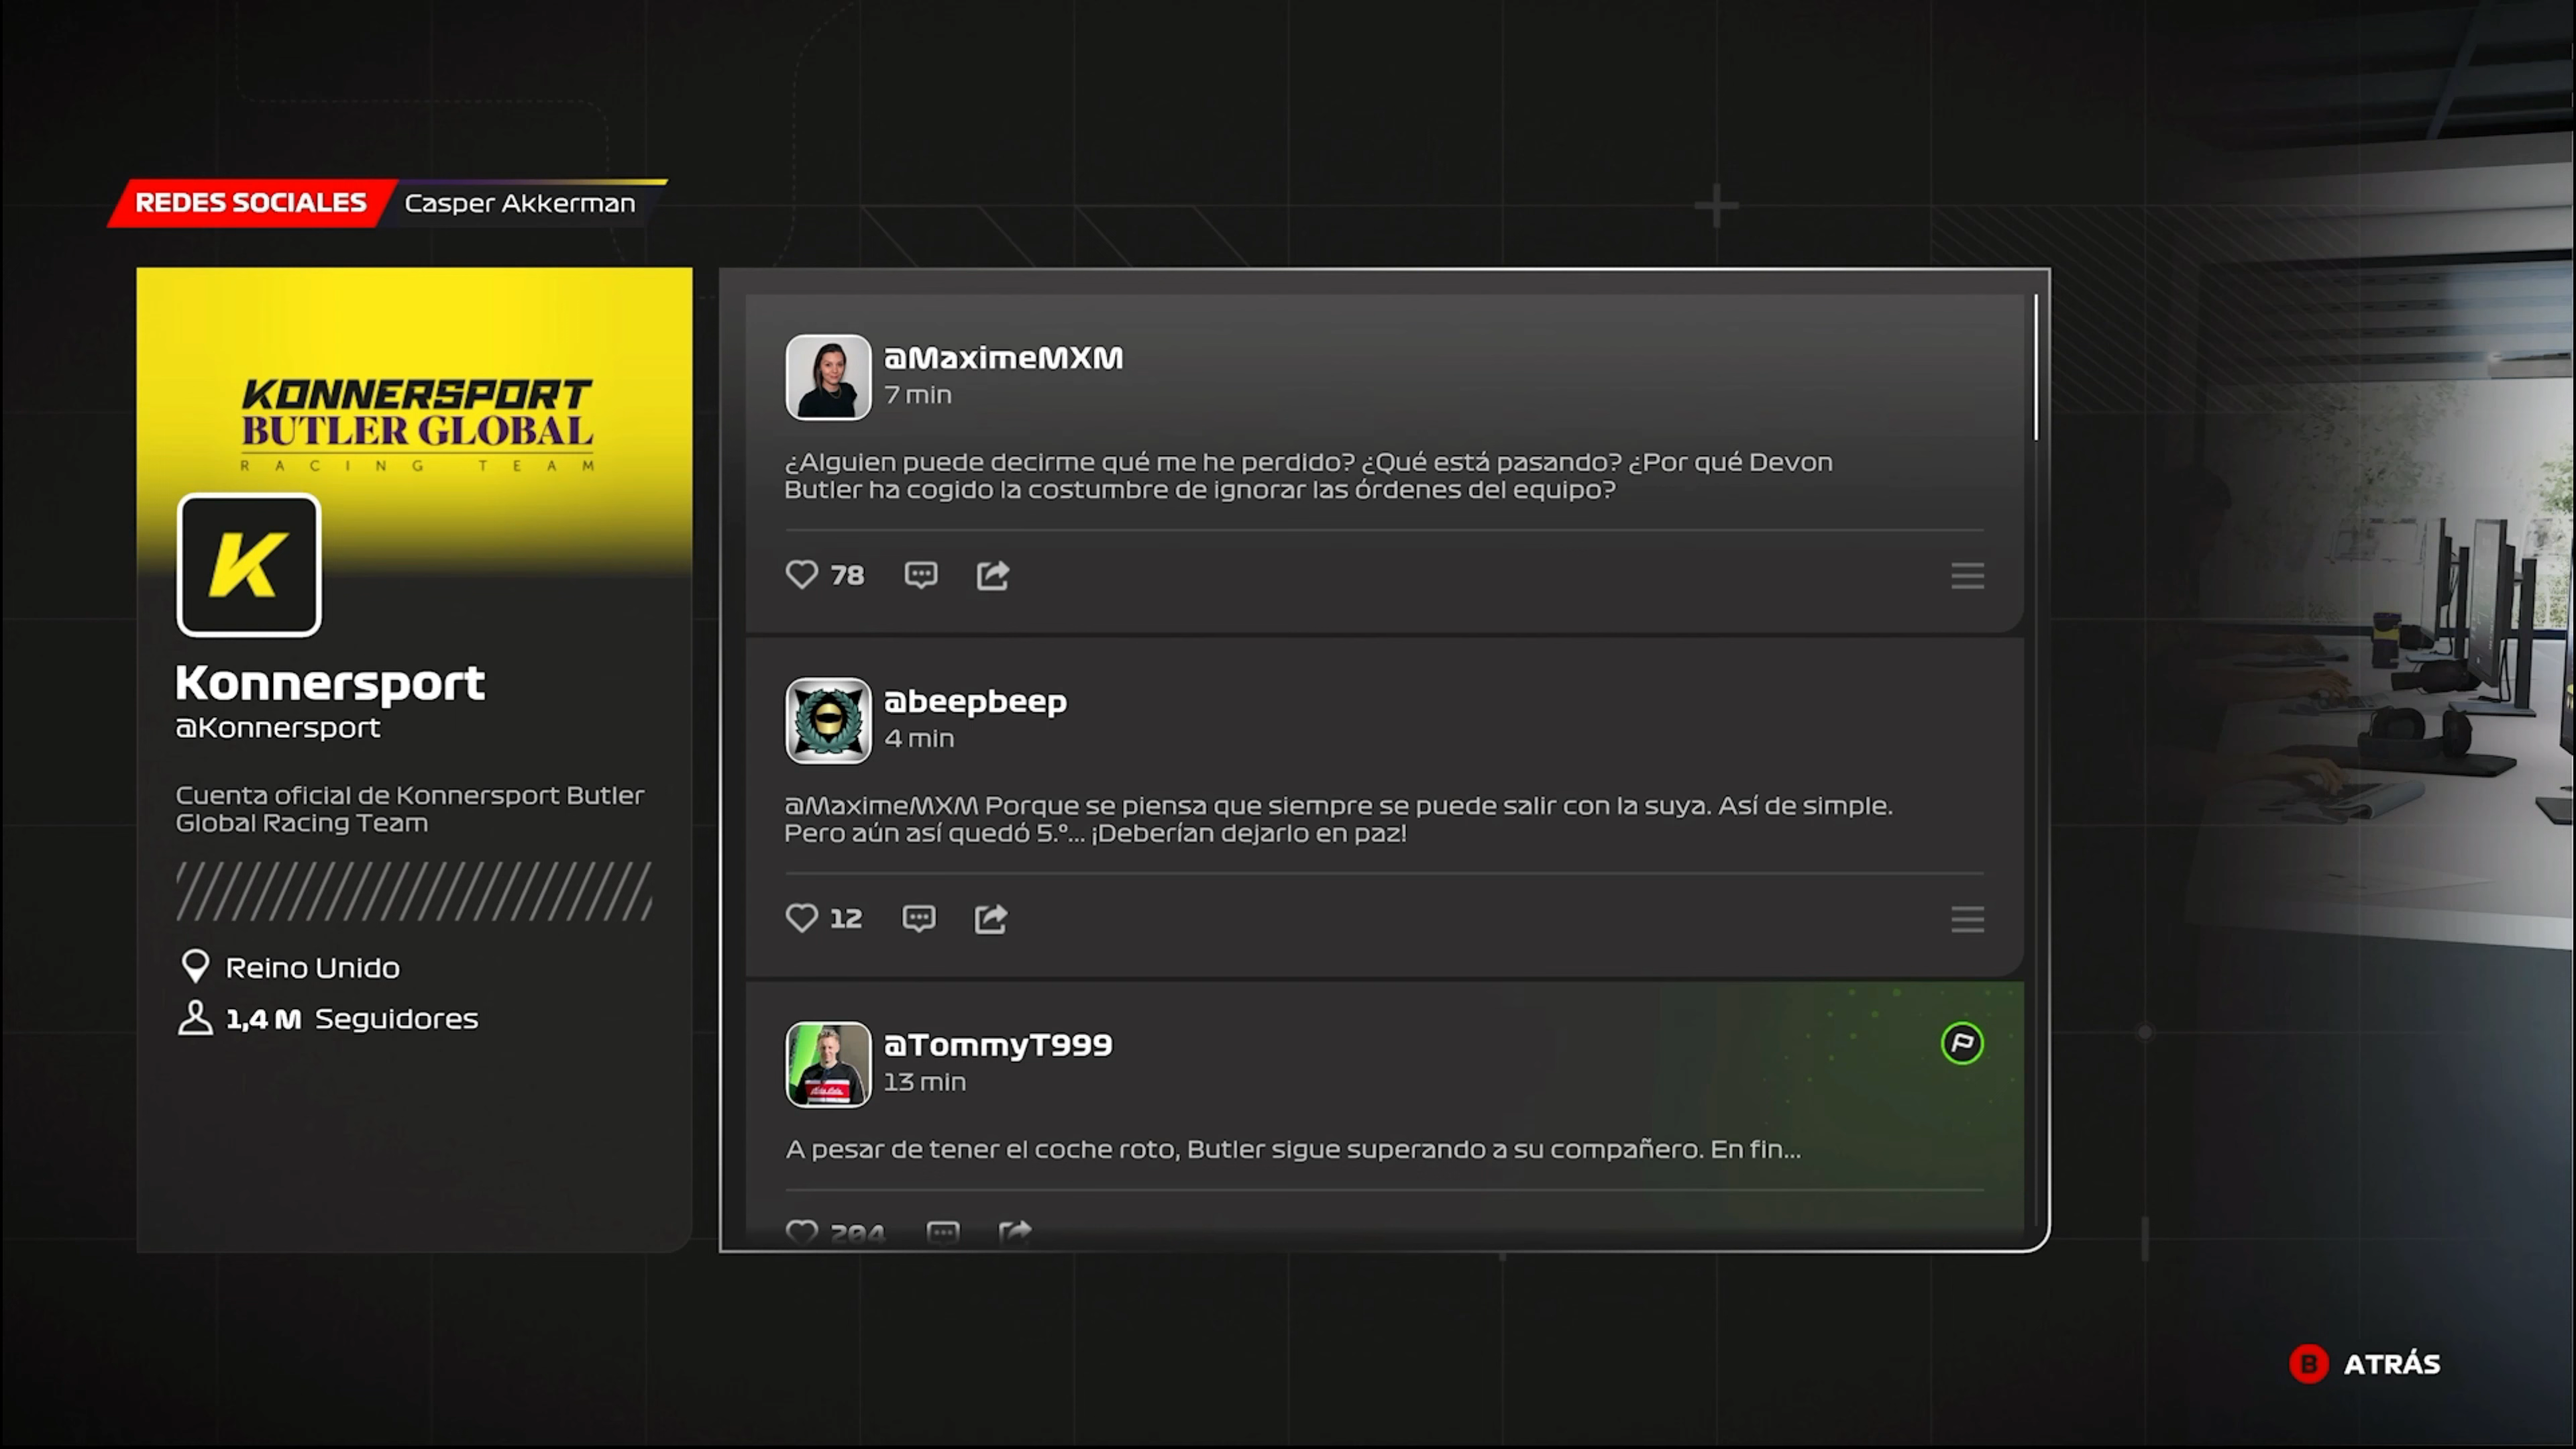 REDES SOCIALES Casper Akkerman
KONNERSPORT
BUTLER GLOBAL
RACING TEAM
K
Konnersport
@Konnersport
Cuenta oficial de Konnersport Butler
Global Racing Team
Reino Unido
1,4 M Seguidores
@MaximeMXM
7 min
¿Alguien puede decirme qué me he perdido? ¿Qué está pasando? ¿Por qué Devon
Butler ha cogido la costumbre de ignorar las órdenes del equipo?
78
@beepbeep
4 min
@MaximeMXM Porque se piensa que siempre se puede salir con la suya. Así de simple.
Pero aún así quedó 5.º... ¡Deberían dejarlo en paz!
12
@TommyT999
13 min
A pesar de tener el coche roto, Butler sigue superando a su compañero. En fin...
204
B ATRÁS